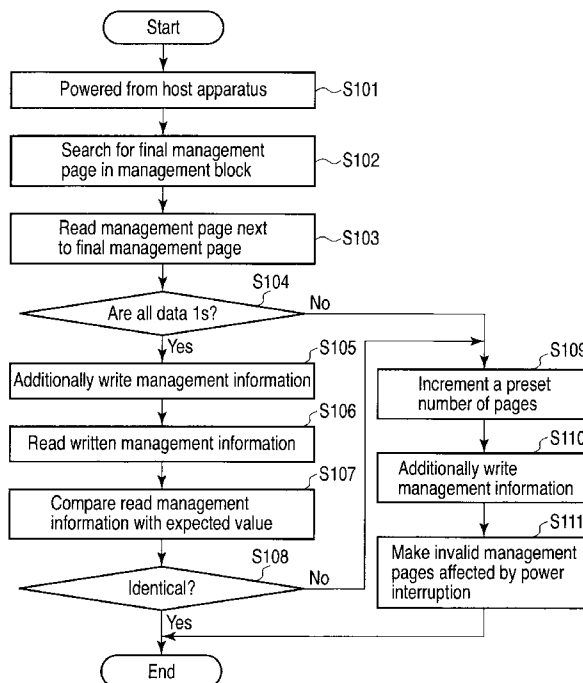 Start
Powered from host apparatus
S101
Search for final management
page in management block
S102
Read management page next
to final management page
S103
S104
Are all data 1s?
No
Yes
S105
Additionally write management information
S106
Read written management information
S107
Compare read management
information with expected value
S108
Identical?
No
Yes
End
S109
Increment a preset
number of pages
S110
Additionally write
management information
S111
Make invalid management
pages affected by power
interruption